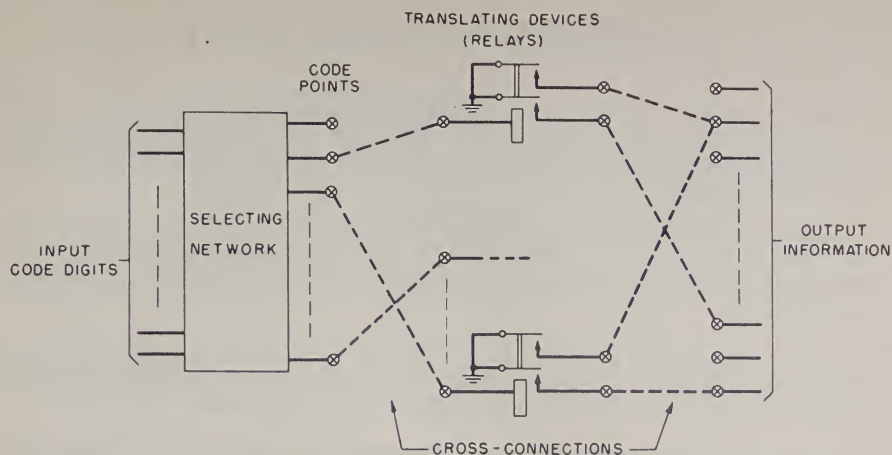 TRANSLATING DEVICES
(RELAYS)
CODE
POINTS
SELECTING
NETWORK
INPUT
CODE DIGITS
OUTPUT
INFORMATION
CROSS-CONNECTIONS